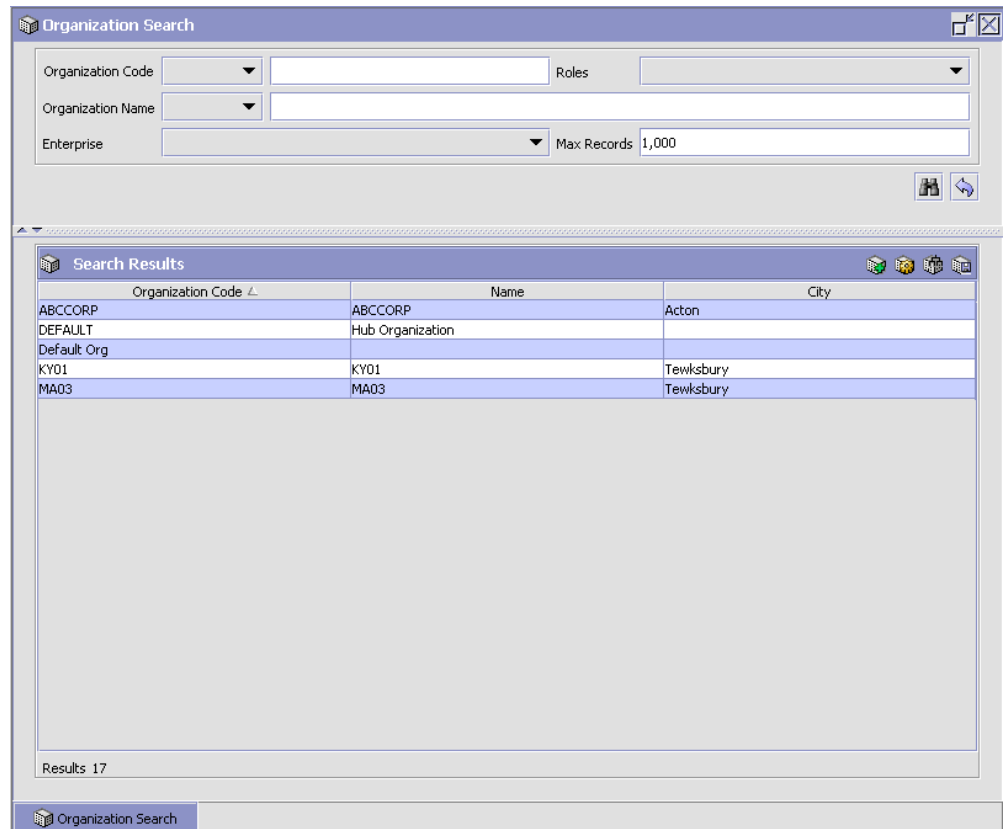 Organization Search
Organization Code Roles
Organization Name
Enterprise Max Records 1,000
Search Results
Organization Code Name City
ABCCORP ABCCORP Acton
DEFAULT Hub Organization
Default Org
KY01 KY01 Tewksbury
MA03 MA03 Tewksbury
Results 17
Organization Search